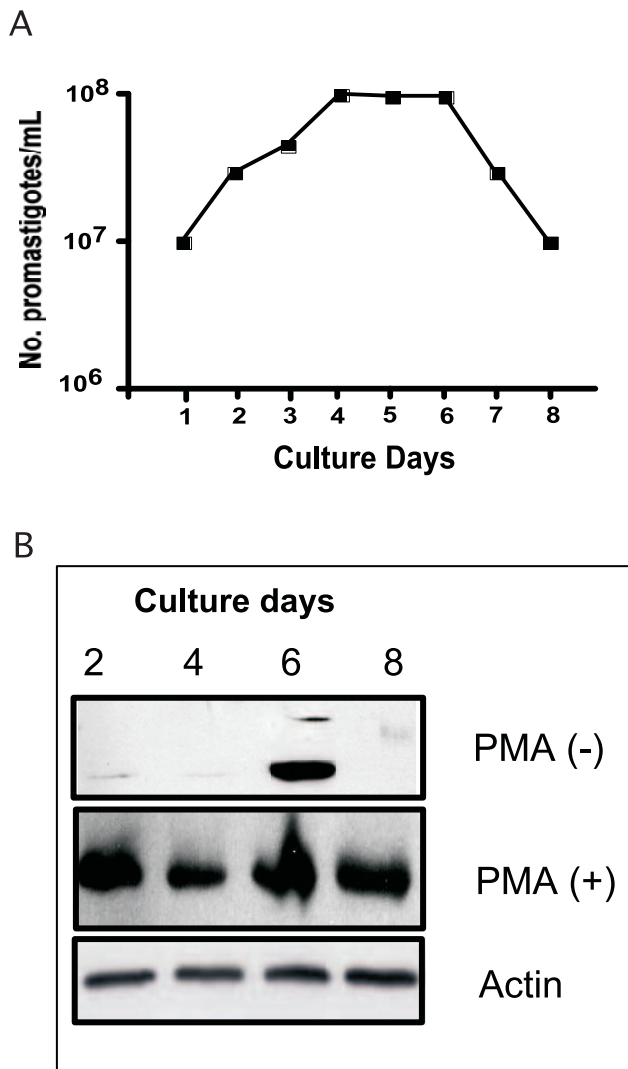 A
No. promastigotes/mL
10⁸
10⁷
10⁶
1 2 3 4 5 6 7 8
Culture Days
B
Culture days
2 4 6 8
PMA (-)
PMA (+)
Actin